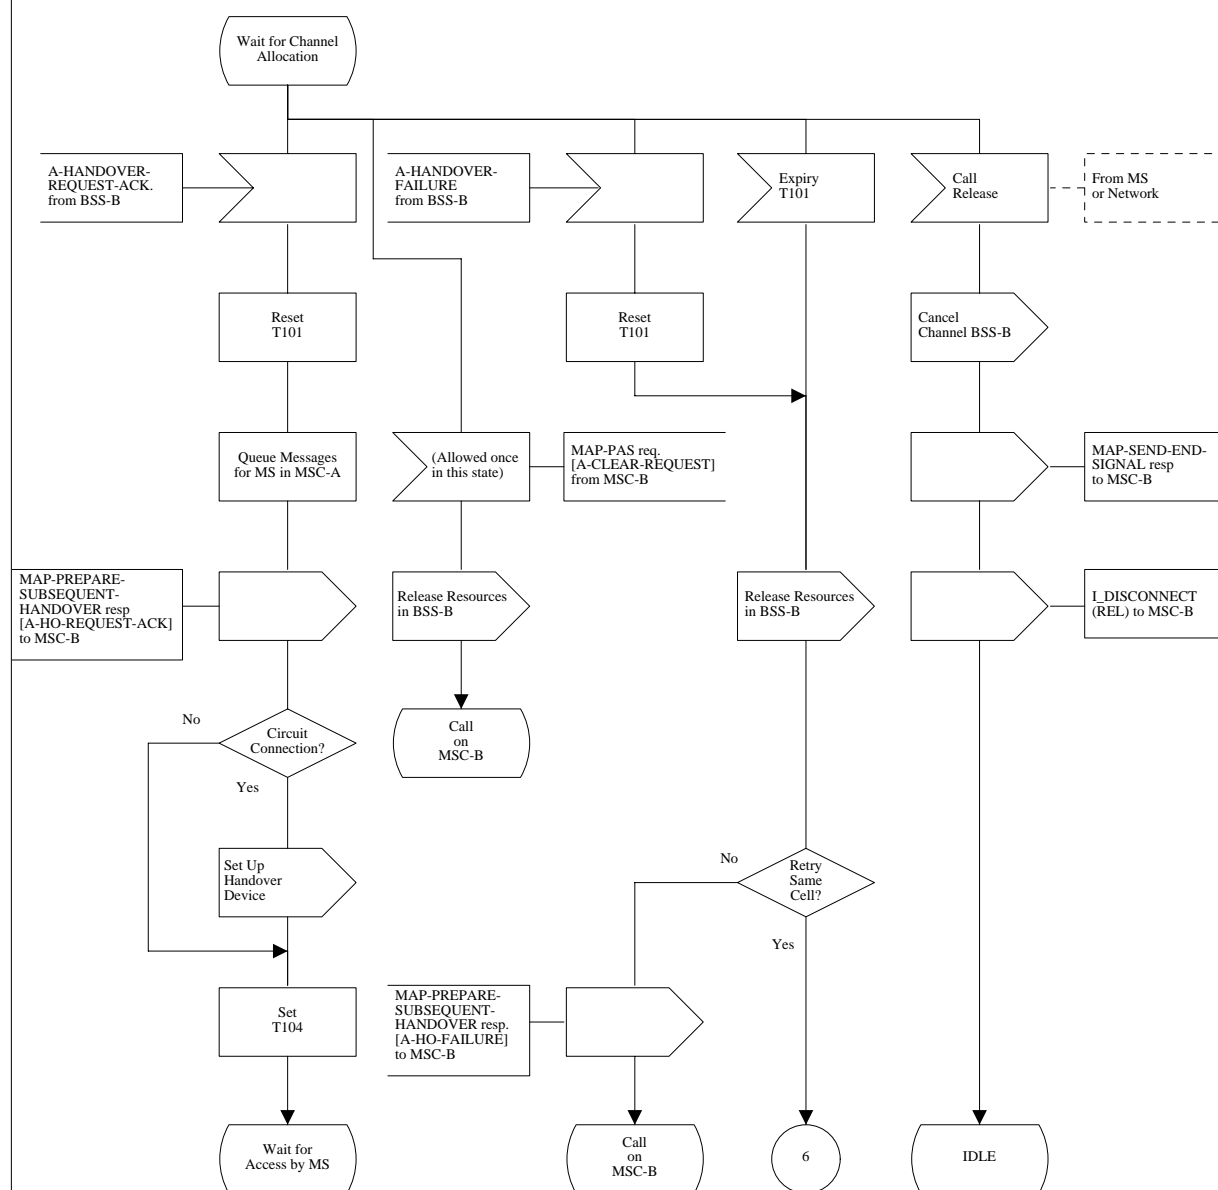 Wait for Channel
Allocation
A-HANDOVER-
REQUEST-ACK.
from BSS-B
A-HANDOVER-
FAILURE
from BSS-B
Expiry
T101
Call
Release
From MS
or Network
Reset
T101
Reset
T101
Cancel
Channel BSS-B
Queue Messages
for MS in MSC-A
(Allowed once
in this state)
MAP-PAS req.
[A-CLEAR-REQUEST]
from MSC-B
MAP-SEND-END-
SIGNAL resp
to MSC-B
MAP-PREPARE-
SUBSEQUENT-
HANDOVER resp
[A-HO-REQUEST-ACK]
to MSC-B
Release Resources
in BSS-B
Release Resources
in BSS-B
I_DISCONNECT
(REL) to MSC-B
No
Circuit
Connection?
Yes
Call
on
MSC-B
Set Up
Handover
Device
No
Retry
Same
Cell?
Yes
Set
T104
MAP-PREPARE-
SUBSEQUENT-
HANDOVER resp.
[A-HO-FAILURE]
to MSC-B
Wait for
Access by MS
Call
on
MSC-B
6
IDLE